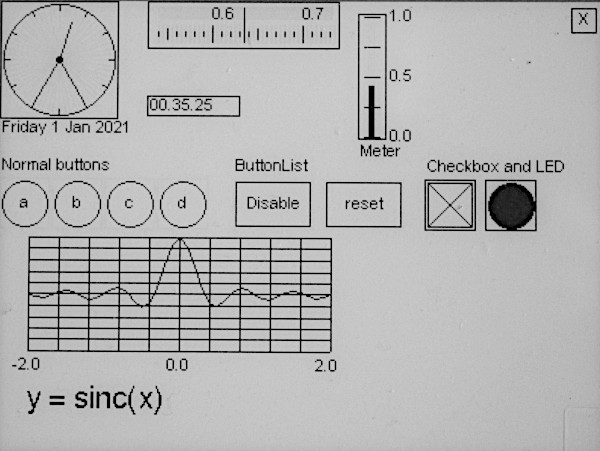 0.6 0.7
1.0
X
0.5
00.35.25
0.0
Friday 1 Jan 2021
Meter
Normal buttons
ButtonList
Checkbox and LED
a b c d
Disable
reset
-2.0 0.0 2.0
y = sinc(x)